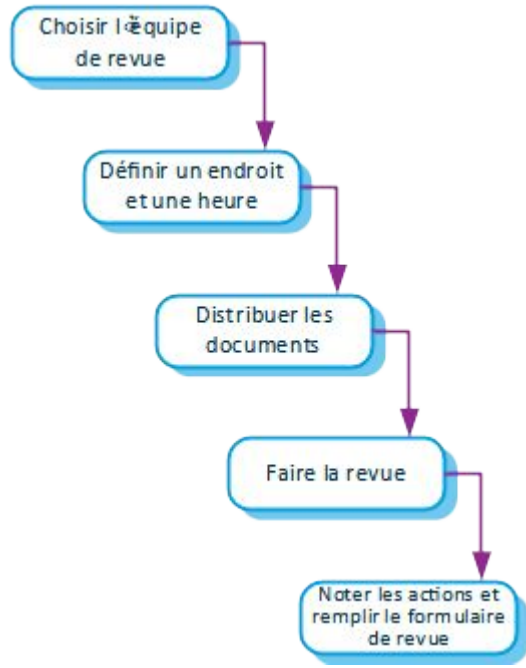 Choisir l'équipe
de revue
Définir un endroit
et une heure
Distribuer les
documents
Faire la revue
Noter les actions et
remplir le formulaire
de revue